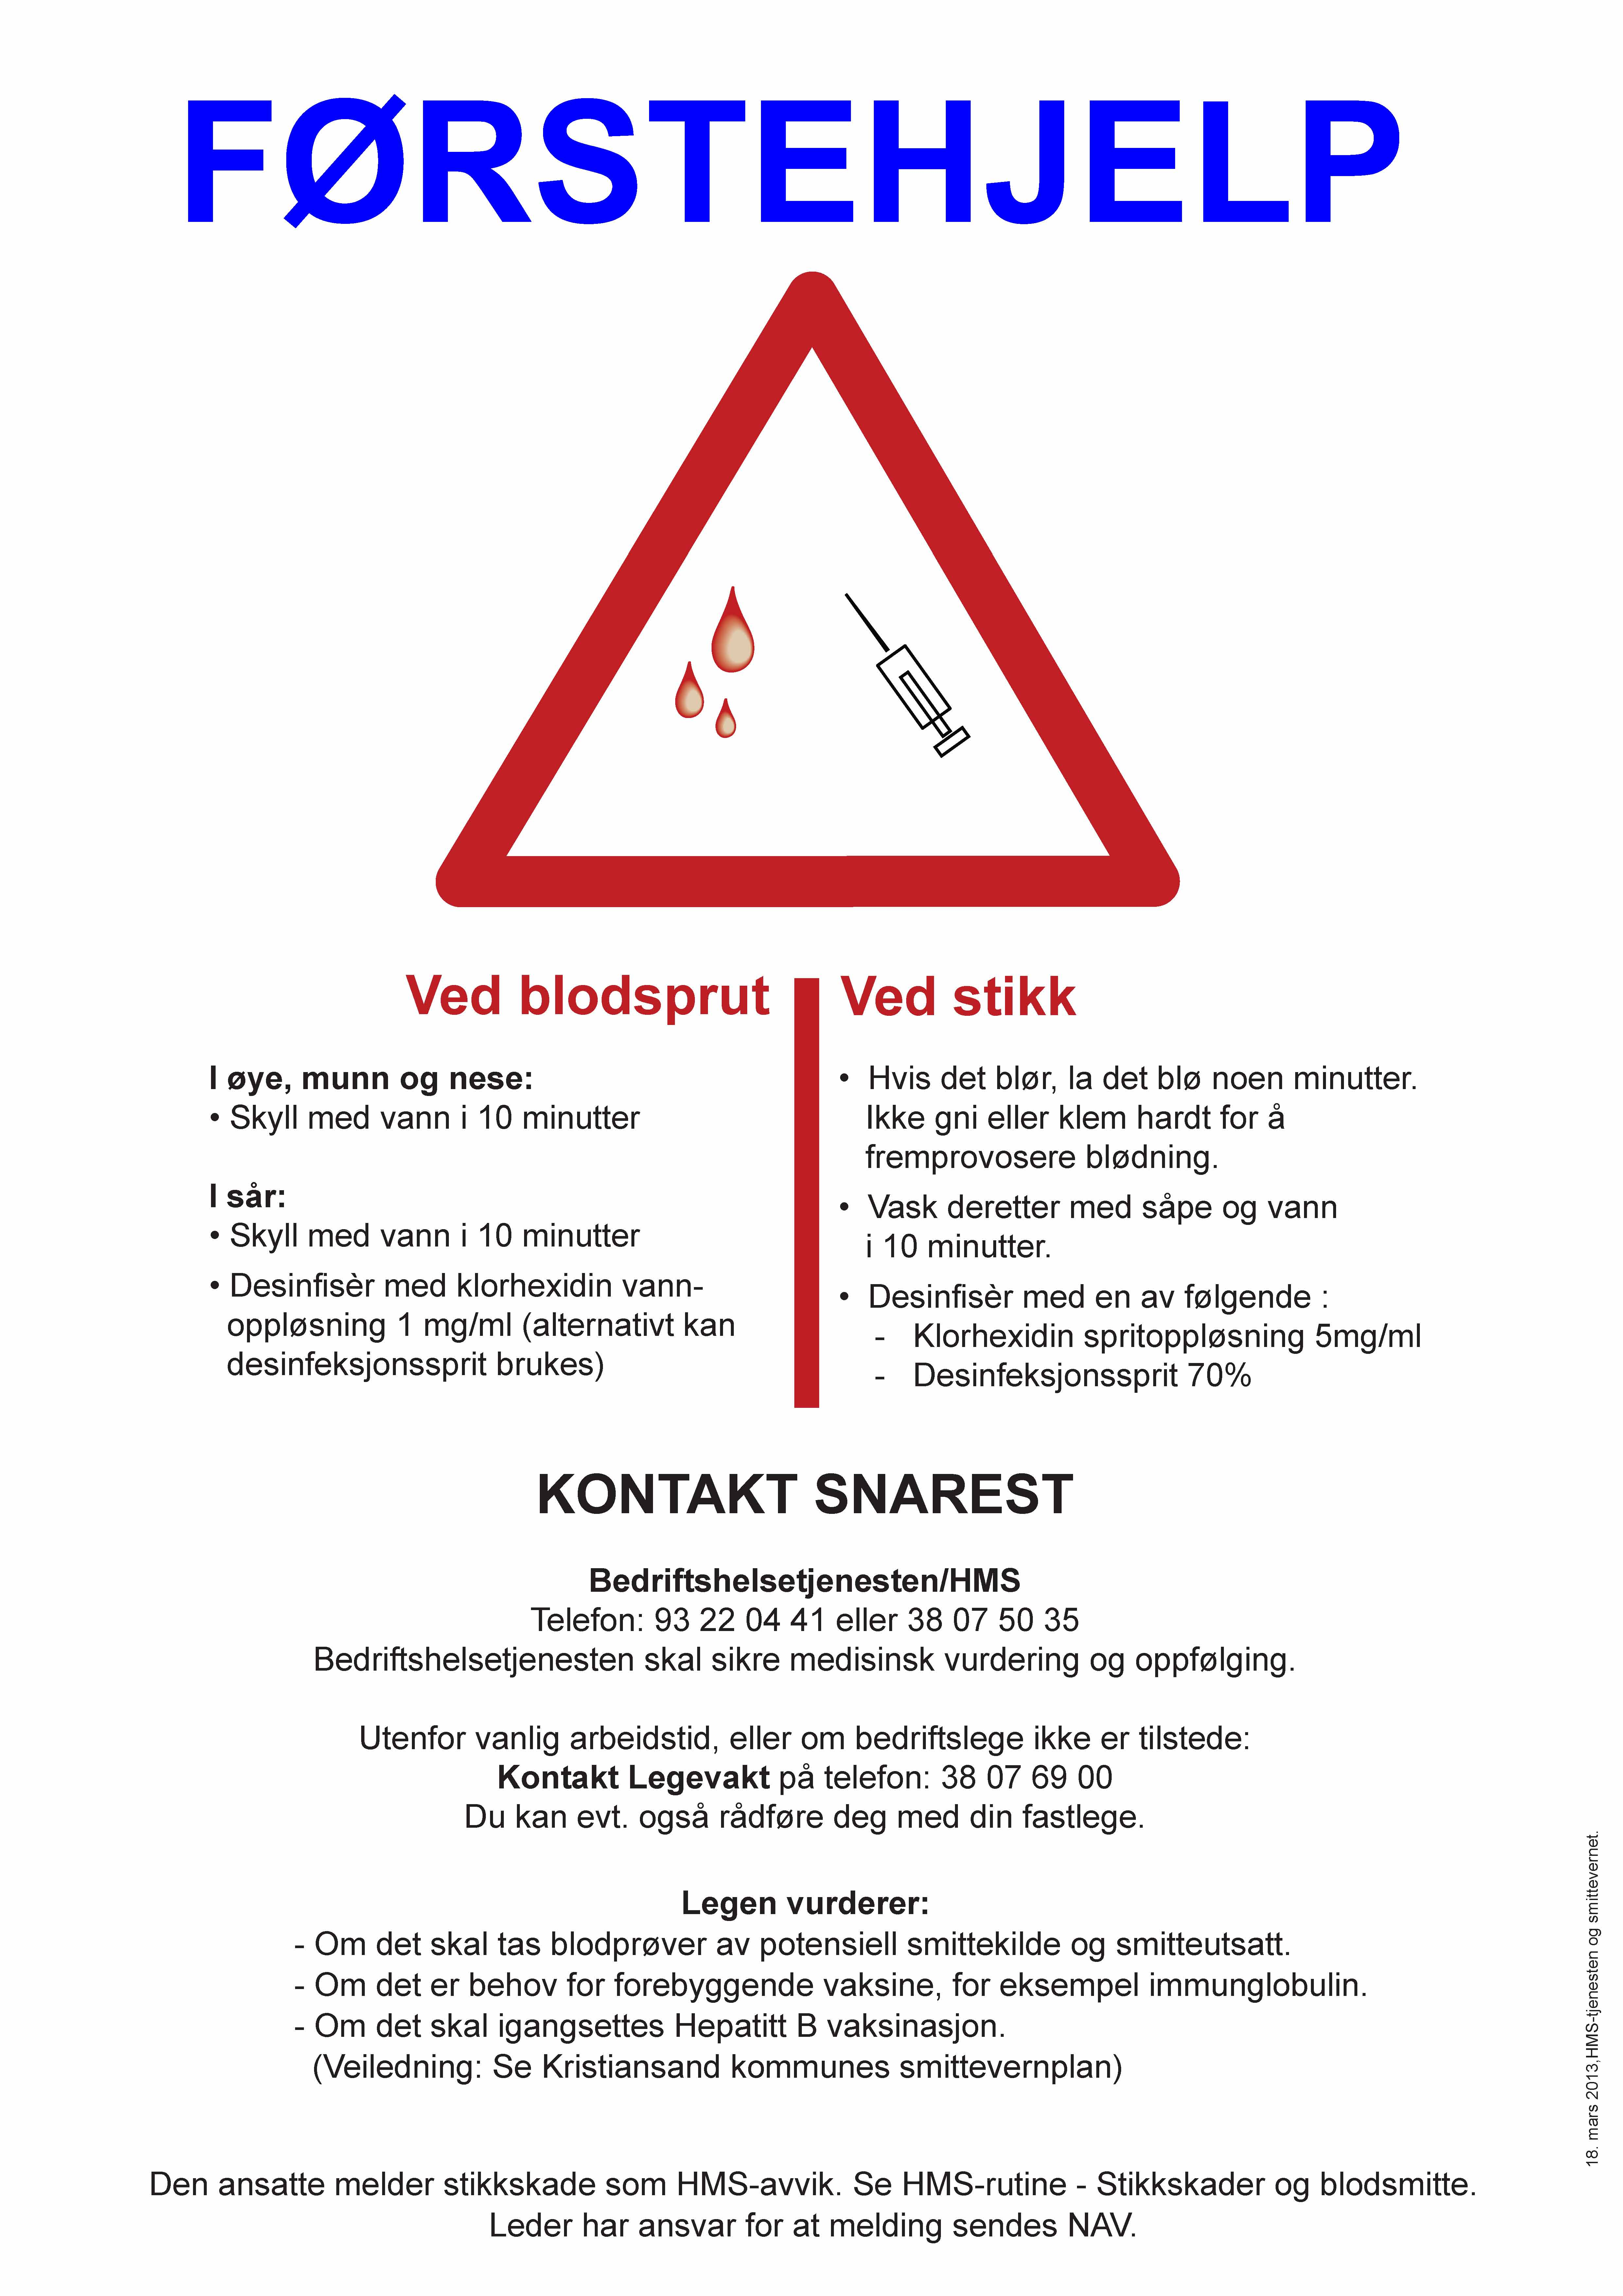 FØRSTEHJELP
Ved blodsprut
I øye, munn og nese:
• Skyll med vann i 10 minutter
I sår:
• Skyll med vann i 10 minutter
• Desinfisèr med klorhexidin vann-
oppløsning 1 mg/ml (alternativt kan
desinfeksjonssprit brukes)
Ved stikk
• Hvis det blør, la det blø noen minutter.
Ikke gni eller klem hardt for å
fremprovosere blødning.
• Vask deretter med såpe og vann
i 10 minutter.
• Desinfisèr med en av følgende :
- Klorhexidin spritoppløsning 5mg/ml
- Desinfeksjonssprit 70%
KONTAKT SNAREST
Bedriftshelsetjenesten/HMS
Telefon: 93 22 04 41 eller 38 07 50 35
Bedriftshelsetjenesten skal sikre medisinsk vurdering og oppfølging.
Utenfor vanlig arbeidstid, eller om bedriftslege ikke er tilstede:
Kontakt Legevakt på telefon: 38 07 69 00
Du kan evt. også rådføre deg med din fastlege.
Legen vurderer:
- Om det skal tas blodprøver av potensiell smittekilde og smitteutsatt.
- Om det er behov for forebyggende vaksine, for eksempel immunglobulin.
- Om det skal igangsettes Hepatitt B vaksinasjon.
(Veiledning: Se Kristiansand kommunes smittevernplan)
Den ansatte melder stikkskade som HMS-avvik. Se HMS-rutine - Stikkskader og blodsmitte.
Leder har ansvar for at melding sendes NAV.
18. mars 2013,HMS-tjenesten og smittevernet.